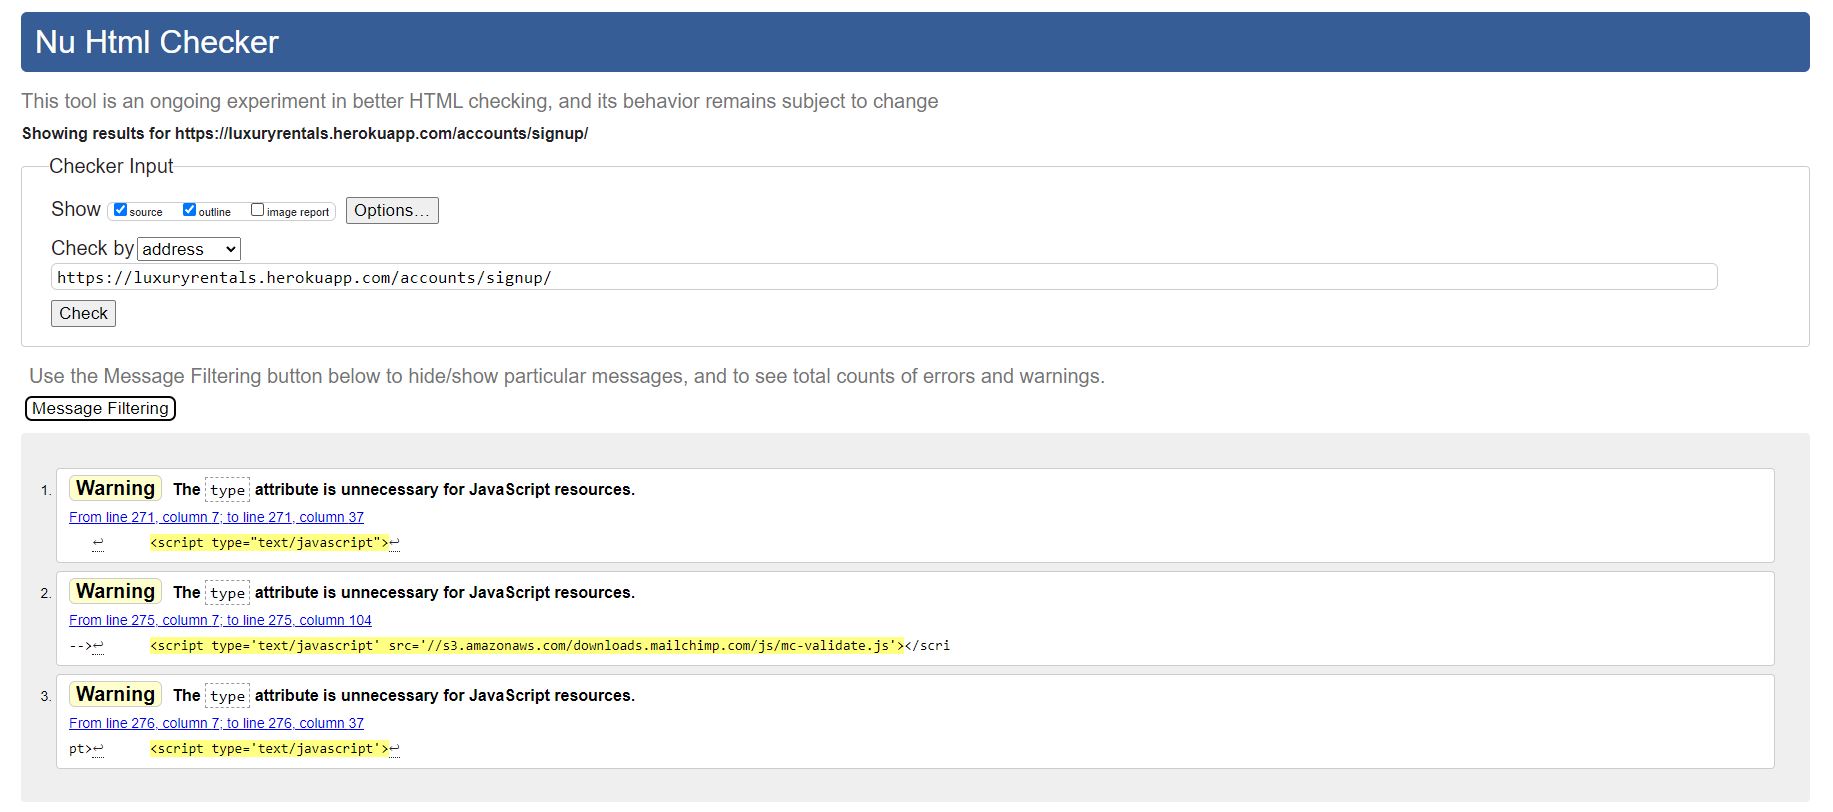 Nu Html Checker
This tool is an ongoing experiment in better HTML checking, and its behavior remains subject to change
Showing results for https://luxuryrentals.herokuapp.com/accounts/signup/
Checker Input
Show source outline image report Options...
Check by address
https://luxuryrentals.herokuapp.com/accounts/signup/
Check
Use the Message Filtering button below to hide/show particular messages, and to see total counts of errors and warnings.
Message Filtering
1. Warning The type attribute is unnecessary for JavaScript resources.
From line 271, column 7; to line 271, column 37
↩ <script type="text/javascript">↩
2. Warning The type attribute is unnecessary for JavaScript resources.
From line 275, column 7; to line 275, column 104
-->↩ <script type='text/javascript' src='//s3.amazonaws.com/downloads.mailchimp.com/js/mc-validate.js'></scri
3. Warning The type attribute is unnecessary for JavaScript resources.
From line 276, column 7; to line 276, column 37
pt>↩ <script type='text/javascript'>↩